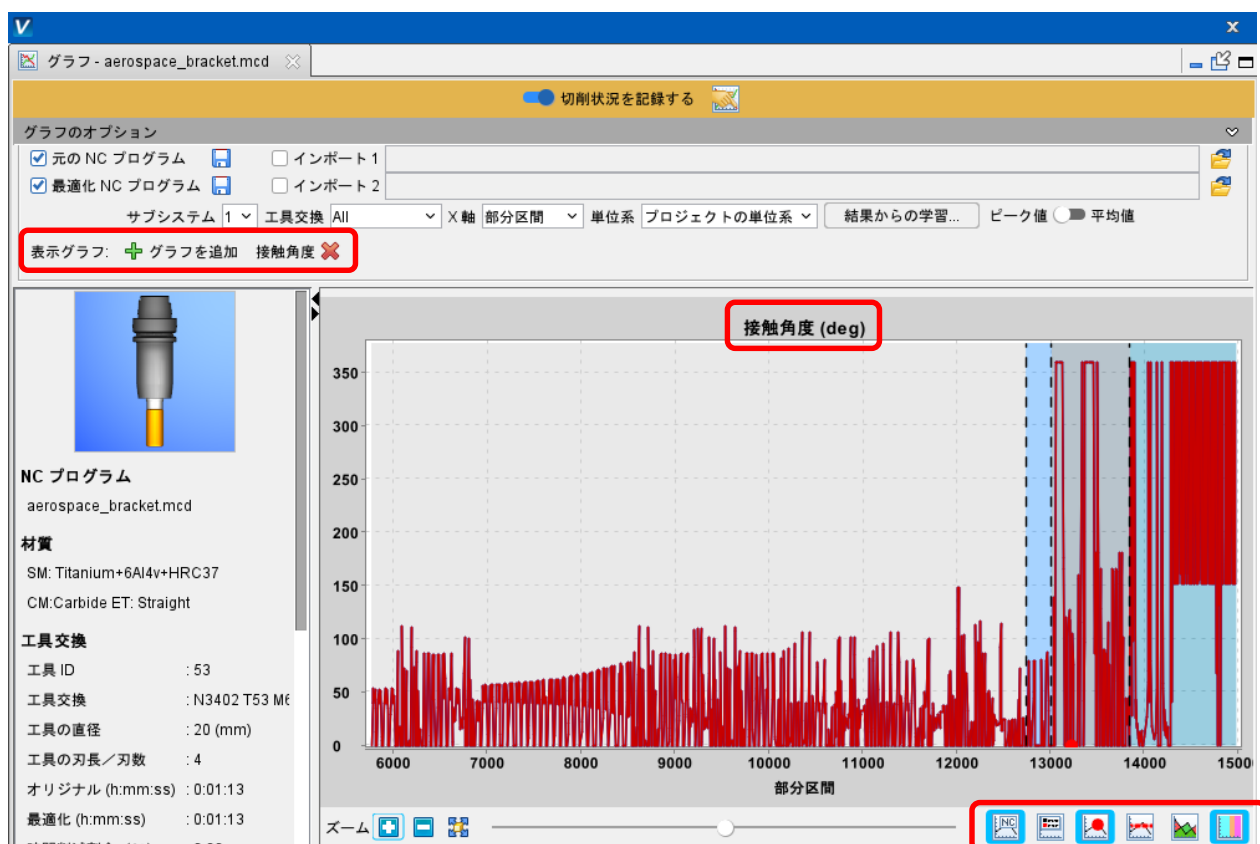 V x
グラフ - aerospace_bracket.mcd
切削状況を記録する
グラフのオプション
元の NC プログラム インポート 1
最適化 NC プログラム インポート 2
サブシステム 1 工具交換 All X 軸 部分区間 単位系 プロジェクトの単位系 結果からの学習... ピーク値 平均値
表示グラフ: グラフを追加 接触角度
接触角度 (deg)
350
300
250
200
150
100
50
0
6000 7000 8000 9000 10000 11000 12000 13000 14000 1500
部分区間
NC プログラム
aerospace_bracket.mcd
材質
SM: Titanium+6Al4v+HRC37
CM:Carbide ET: Straight
工具交換
工具 ID : 53
工具交換 : N3402 T53 M6
工具の直径 : 20 (mm)
工具の刃長／刃数 : 4
オリジナル (h:mm:ss) : 0:01:13
最適化 (h:mm:ss) : 0:01:13
ズーム
NC